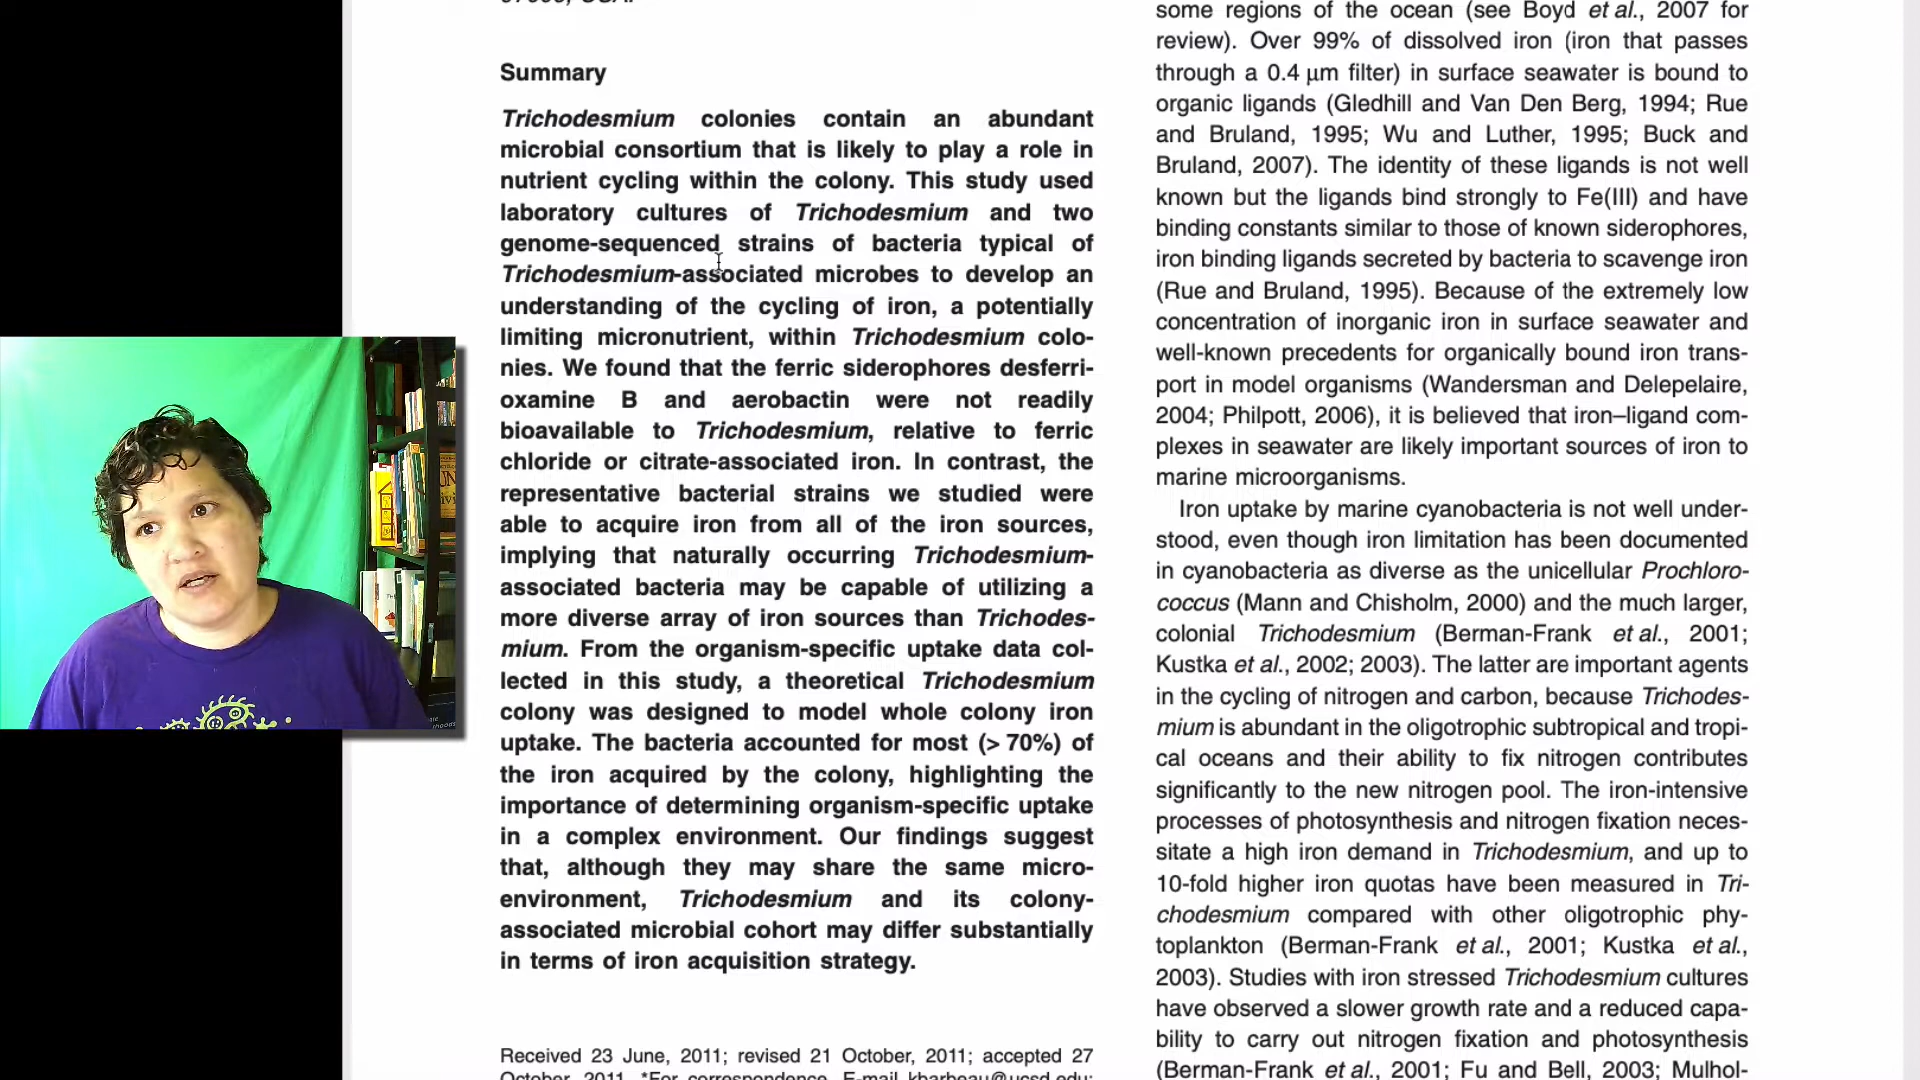 Summary
Trichodesmium colonies contain an abundant
microbial consortium that is likely to play a role in
nutrient cycling within the colony. This study used
laboratory cultures of Trichodesmium and two
genome-sequenced strains of bacteria typical of
Trichodesmium-associated microbes to develop an
understanding of the cycling of iron, a potentially
limiting micronutrient, within Trichodesmium colo-
nies. We found that the ferric siderophores desferri-
oxamine B and aerobactin were not readily
bioavailable to Trichodesmium, relative to ferric
chloride or citrate-associated iron. In contrast, the
representative bacterial strains we studied were
able to acquire iron from all of the iron sources,
implying that naturally occurring Trichodesmium-
associated bacteria may be capable of utilizing a
more diverse array of iron sources than Trichodes-
mium. From the organism-specific uptake data col-
lected in this study, a theoretical Trichodesmium
colony was designed to model whole colony iron
uptake. The bacteria accounted for most (> 70%) of
the iron acquired by the colony, highlighting the
importance of determining organism-specific uptake
in a complex environment. Our findings suggest
that, although they may share the same micro-
environment, Trichodesmium and its colony-
associated microbial cohort may differ substantially
in terms of iron acquisition strategy.
Received 23 June, 2011; revised 21 October, 2011; accepted 27
October, 2011. *For correspondence. E-mail kbarbeau@ucsd.edu;
some regions of the ocean (see Boyd et al., 2007 for
review). Over 99% of dissolved iron (iron that passes
through a 0.4 μm filter) in surface seawater is bound to
organic ligands (Gledhill and Van Den Berg, 1994; Rue
and Bruland, 1995; Wu and Luther, 1995; Buck and
Bruland, 2007). The identity of these ligands is not well
known but the ligands bind strongly to Fe(III) and have
binding constants similar to those of known siderophores,
iron binding ligands secreted by bacteria to scavenge iron
(Rue and Bruland, 1995). Because of the extremely low
concentration of inorganic iron in surface seawater and
well-known precedents for organically bound iron trans-
port in model organisms (Wandersman and Delepelaire,
2004; Philpott, 2006), it is believed that iron–ligand com-
plexes in seawater are likely important sources of iron to
marine microorganisms.
Iron uptake by marine cyanobacteria is not well under-
stood, even though iron limitation has been documented
in cyanobacteria as diverse as the unicellular Prochloro-
coccus (Mann and Chisholm, 2000) and the much larger,
colonial Trichodesmium (Berman-Frank et al., 2001;
Kustka et al., 2002; 2003). The latter are important agents
in the cycling of nitrogen and carbon, because Trichodes-
mium is abundant in the oligotrophic subtropical and tropi-
cal oceans and their ability to fix nitrogen contributes
significantly to the new nitrogen pool. The iron-intensive
processes of photosynthesis and nitrogen fixation neces-
sitate a high iron demand in Trichodesmium, and up to
10-fold higher iron quotas have been measured in Tri-
chodesmium compared with other oligotrophic phy-
toplankton (Berman-Frank et al., 2001; Kustka et al.,
2003). Studies with iron stressed Trichodesmium cultures
have observed a slower growth rate and a reduced capa-
bility to carry out nitrogen fixation and photosynthesis
(Berman-Frank et al., 2001; Fu and Bell, 2003; Mulhol-